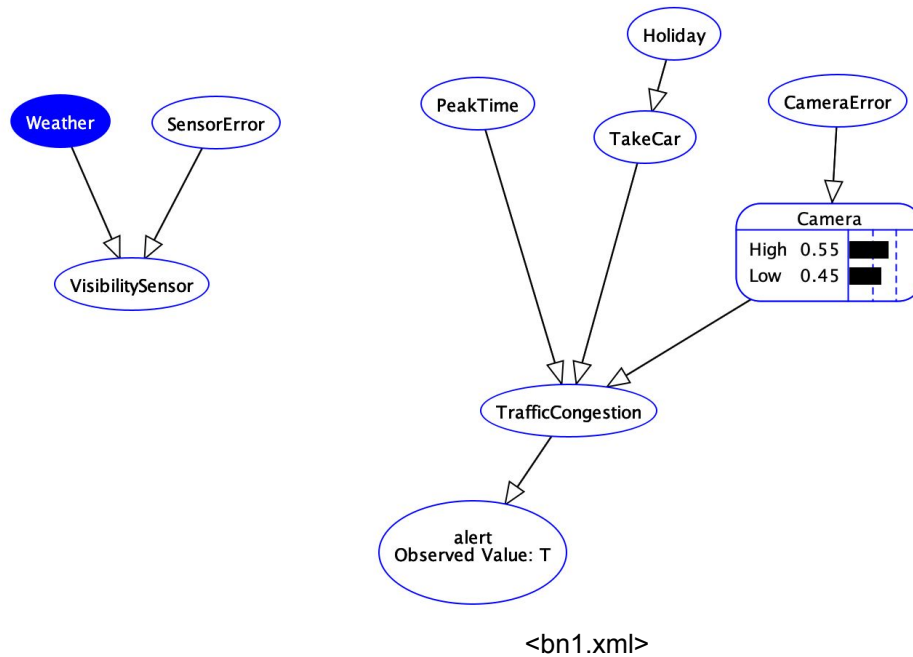 Holiday
PeakTime
CameraError
Weather
SensorError
TakeCar
Camera
High 0.55
Low 0.45
VisibilitySensor
TrafficCongestion
alert
Observed Value: T
<bn1.xml>